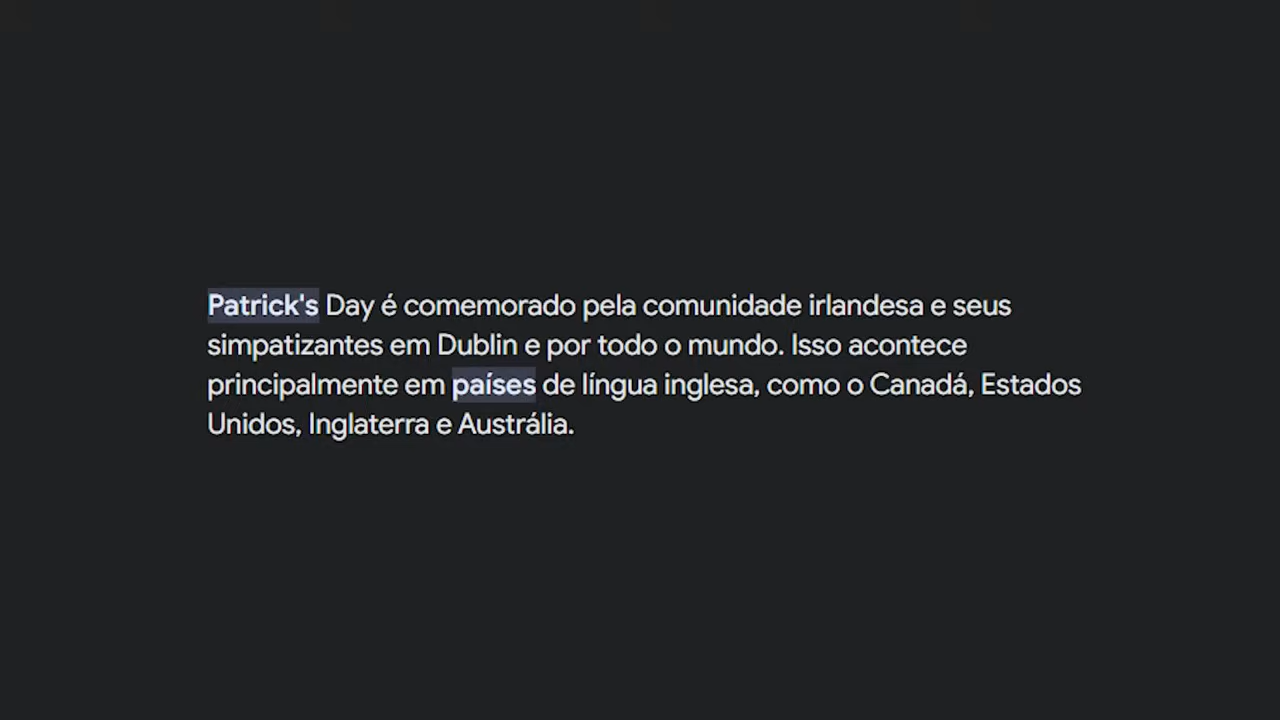 Patrick's Day é comemorado pela comunidade irlandesa e seus
simpatizantes em Dublin e por todo o mundo. Isso acontece
principalmente em países de língua inglesa, como o Canadá, Estados
Unidos, Inglaterra e Austrália.